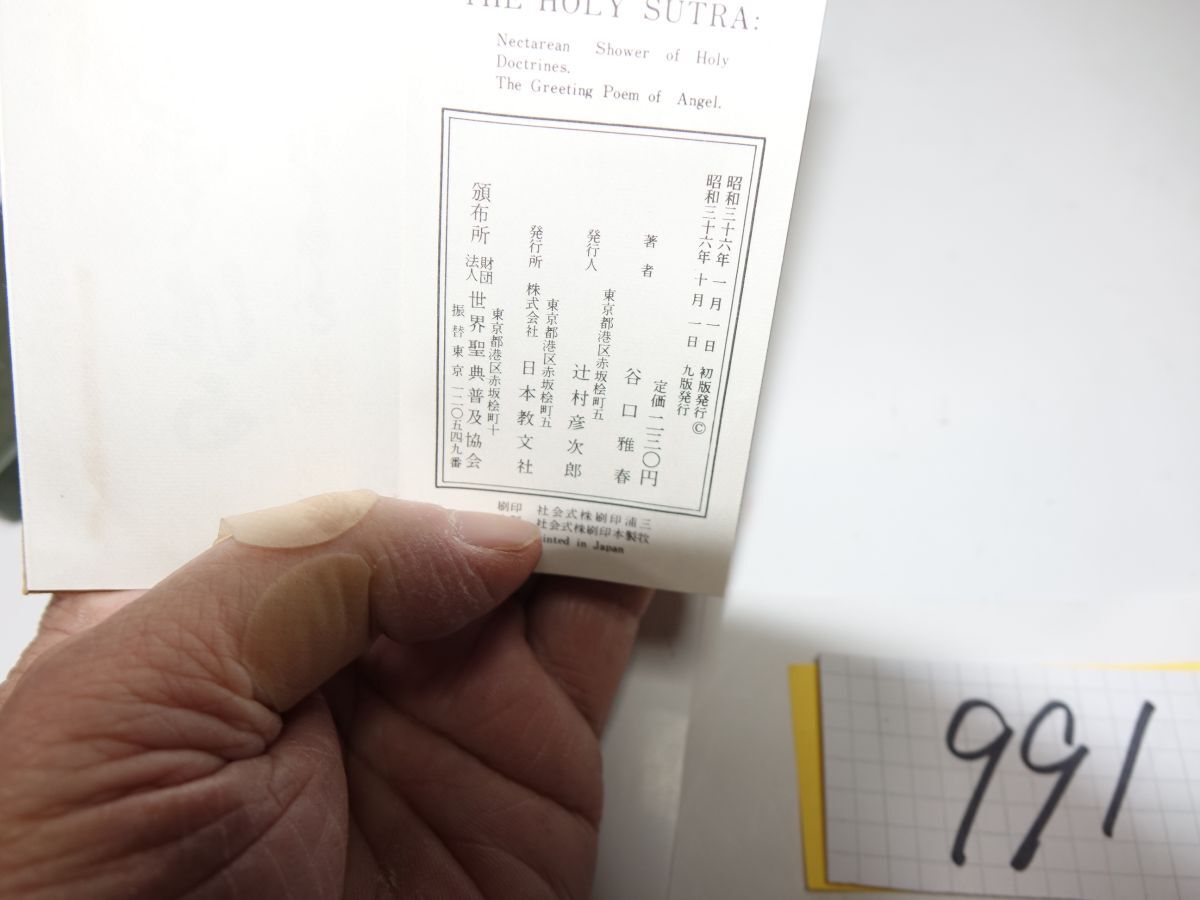 THE HOLY SUTRA:
Nectarean Shower of Holy
Doctrines.
The Greeting Poem of Angel.
昭和三十六年 一月一日 初版発行©
昭和三十六年 十月一日 九版発行
定価 二三〇円
著者 谷口雅春
東京都港区赤坂桧町五
発行人 辻村彦次郎
東京都港区赤坂桧町五
発行所 株式会社 日本教文社
東京都港区赤坂桧町十
頒布所 財団法人 世界聖典普及協会
振替東京一二〇五四九番
刷印 社会式株刷印浦三
社会式株刷印本製牧
inted in Japan
991